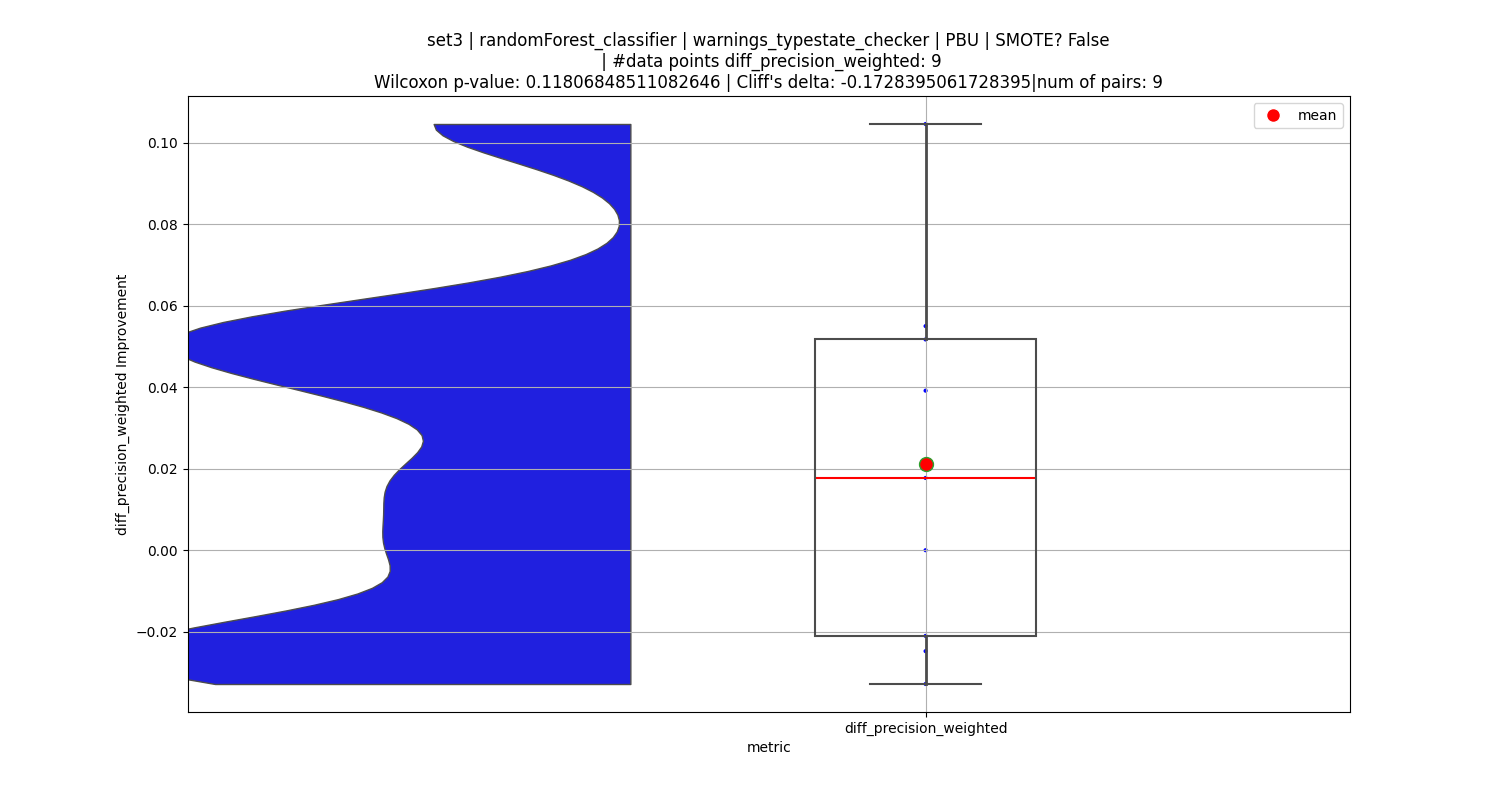 set3 | randomForest_classifier | warnings_typestate_checker | PBU | SMOTE? False
| #data points diff_precision_weighted: 9
Wilcoxon p-value: 0.11806848511082646 | Cliff's delta: -0.1728395061728395|num of pairs: 9
mean
0.10
0.08
0.06
0.04
0.02
0.00
−0.02
diff_precision_weighted Improvement
diff_precision_weighted
metric